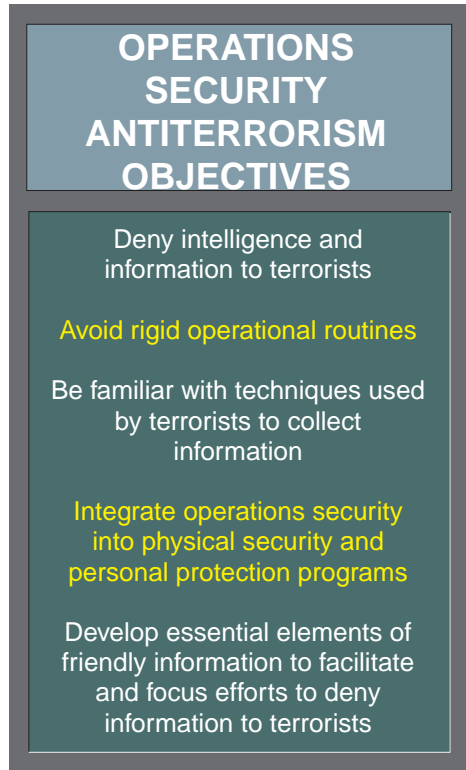 OPERATIONS
SECURITY
ANTITERRORISM
OBJECTIVES
Deny intelligence and
information to terrorists
Avoid rigid operational routines
Be familiar with techniques used
by terrorists to collect
information
Integrate operations security
into physical security and
personal protection programs
Develop essential elements of
friendly information to facilitate
and focus efforts to deny
information to terrorists